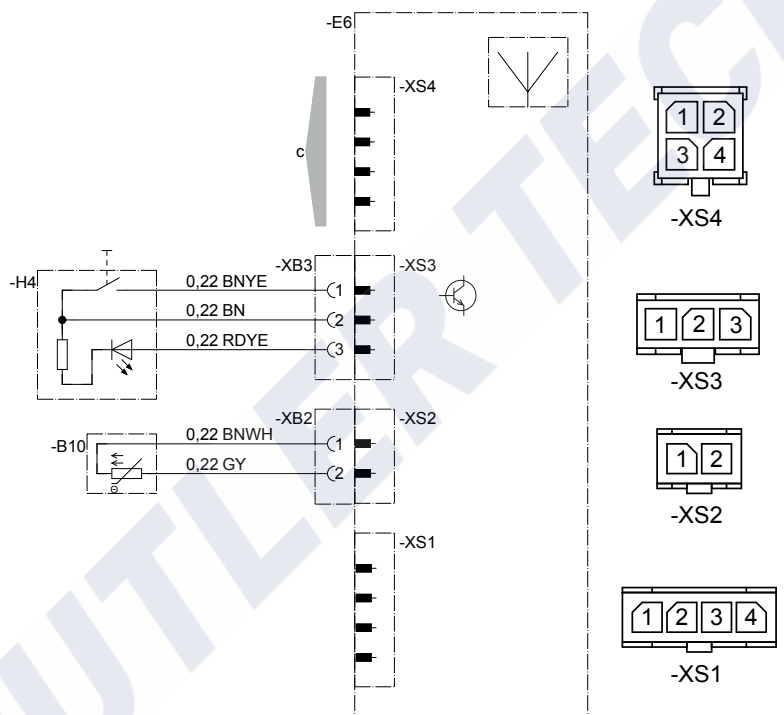 -E6
-XS4
c
1 2
3 4
-XS4
-H4
0,22 BNYE
-XB3
1
-XS3
0,22 BN
2
0,22 RDYE
3
1 2 3
-XS3
-B10
0,22 BNWH
-XB2
1
-XS2
0,22 GY
2
1 2
-XS2
-XS1
1 2 3 4
-XS1
UTLER TECH